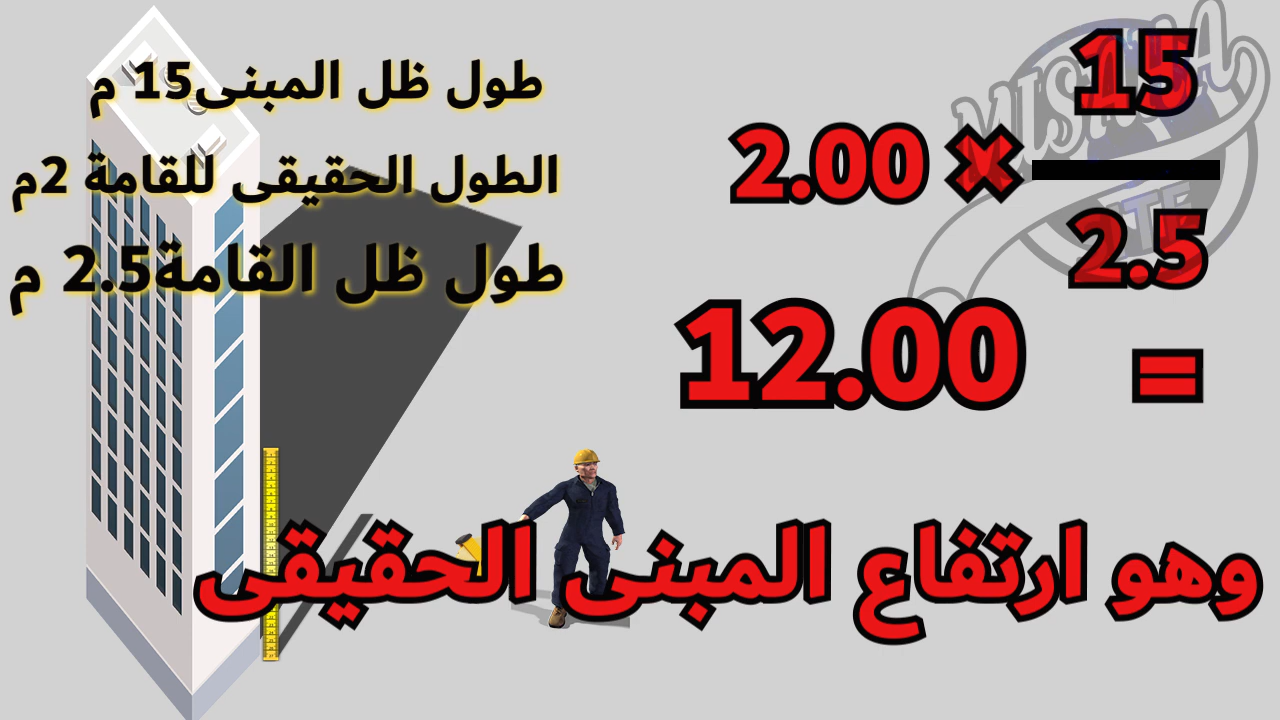 طول ظل المبنى15 م
الطول الحقيقى للقامة 2م
طول ظل القامة2.5 م
15
2.00 ×
2.5
= 12.00
وهو ارتفاع المبنى الحقيقى